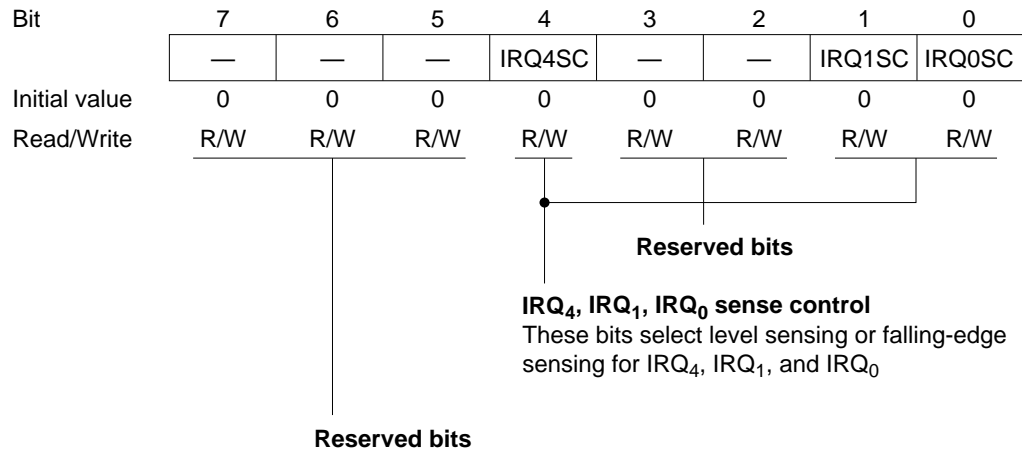 Bit 7 6 5 4 3 2 1 0
— — — IRQ4SC — — IRQ1SC IRQ0SC
Initial value 0 0 0 0 0 0 0 0
Read/Write R/W R/W R/W R/W R/W R/W R/W R/W
Reserved bits
IRQ4, IRQ1, IRQ0 sense control
These bits select level sensing or falling-edge
sensing for IRQ4, IRQ1, and IRQ0
Reserved bits